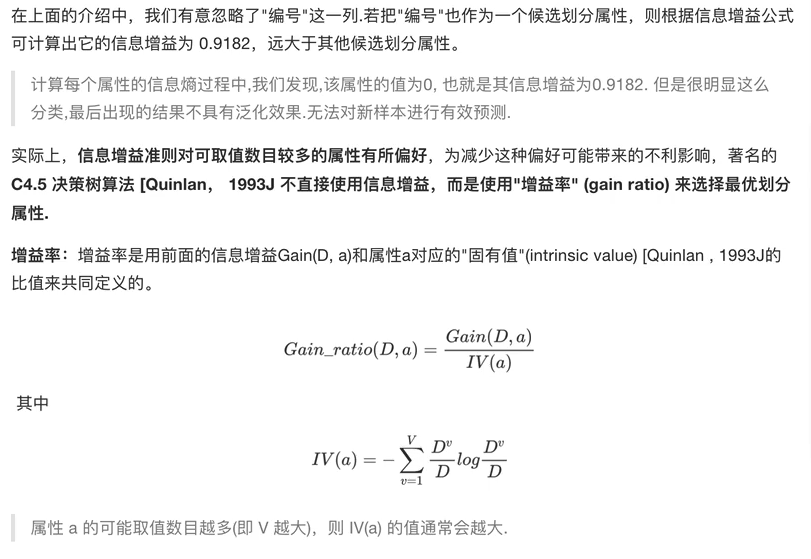 在上面的介绍中，我们有意忽略了"编号"这一列.若把"编号"也作为一个候选划分属性，则根据信息增益公式
可计算出它的信息增益为 0.9182，远大于其他候选划分属性。
计算每个属性的信息熵过程中,我们发现,该属性的值为0, 也就是其信息增益为0.9182. 但是很明显这么
分类,最后出现的结果不具有泛化效果.无法对新样本进行有效预测.
实际上，信息增益准则对可取值数目较多的属性有所偏好，为减少这种偏好可能带来的不利影响，著名的
C4.5 决策树算法 [Quinlan， 1993J 不直接使用信息增益，而是使用"增益率" (gain ratio) 来选择最优划分
属性.
增益率：增益率是用前面的信息增益Gain(D, a)和属性a对应的"固有值"(intrinsic value) [Quinlan , 1993J的
比值来共同定义的。
Gain_ratio(D, a) = Gain(D, a) / IV(a)
其中
IV(a) = − ∑_{v=1}^{V} D^v/D log D^v/D
属性 a 的可能取值数目越多(即 V 越大)，则 IV(a) 的值通常会越大.